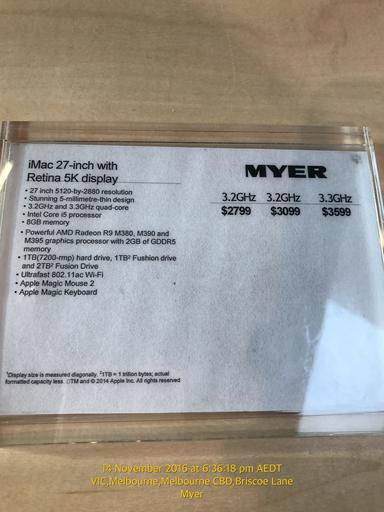 iMac 27-inch with
Retina 5K display
• 27 inch 5120-by-2880 resolution
• Stunning 5-millimetre-thin design
• 3.2GHz and 3.3GHz quad-core
• Intel Core i5 processor
• 8GB memory
• Powerful AMD Radeon R9 M380, M390 and
M395 graphics processor with 2GB of GDDR5
memory
• 1TB(7200-rmp) hard drive, 1TB² Fushion drive
and 2TB² Fusion Drive
• Ultrafast 802.11ac Wi-Fi
• Apple Magic Mouse 2
• Apple Magic Keyboard
MYER
3.2GHz 3.2GHz 3.3GHz
$2799 $3099 $3599
¹Display size is measured diagonally. ²1TB = 1 trillion bytes; actual
formatted capacity less. □TM and © 2014 Apple Inc. All rights reserved
14 November 2016 at 6:36:18 pm AEDT
VIC,Melbourne,Melbourne CBD,Briscoe Lane
Myer